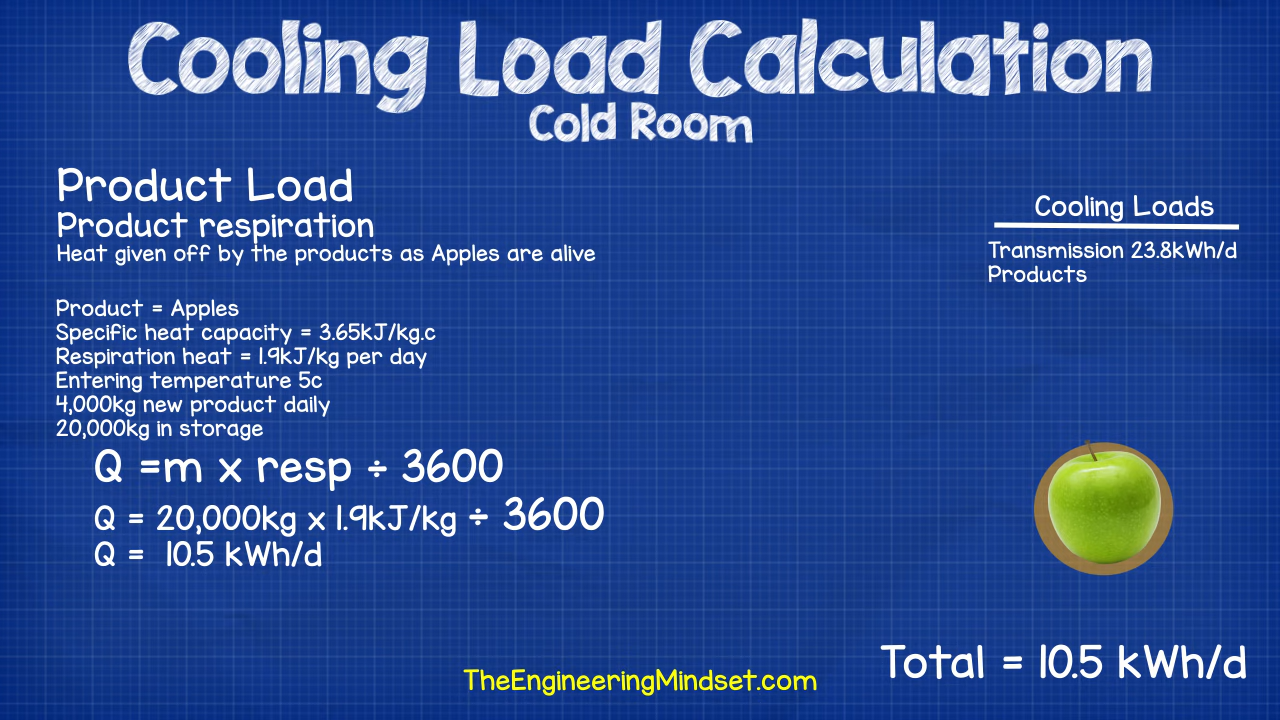 Cooling Load Calculation
Cold Room
Product Load
Product respiration
Heat given off by the products as Apples are alive
Cooling Loads
Transmission 23.8kWh/d
Products
Product = Apples
Specific heat capacity = 3.65kJ/kg.c
Respiration heat = 1.9kJ/kg per day
Entering temperature 5c
4,000kg new product daily
20,000kg in storage
Q =m x resp ÷ 3600
Q = 20,000kg x 1.9kJ/kg ÷ 3600
Q = 10.5 kWh/d
Total = 10.5 kWh/d
TheEngineeringMindset.com